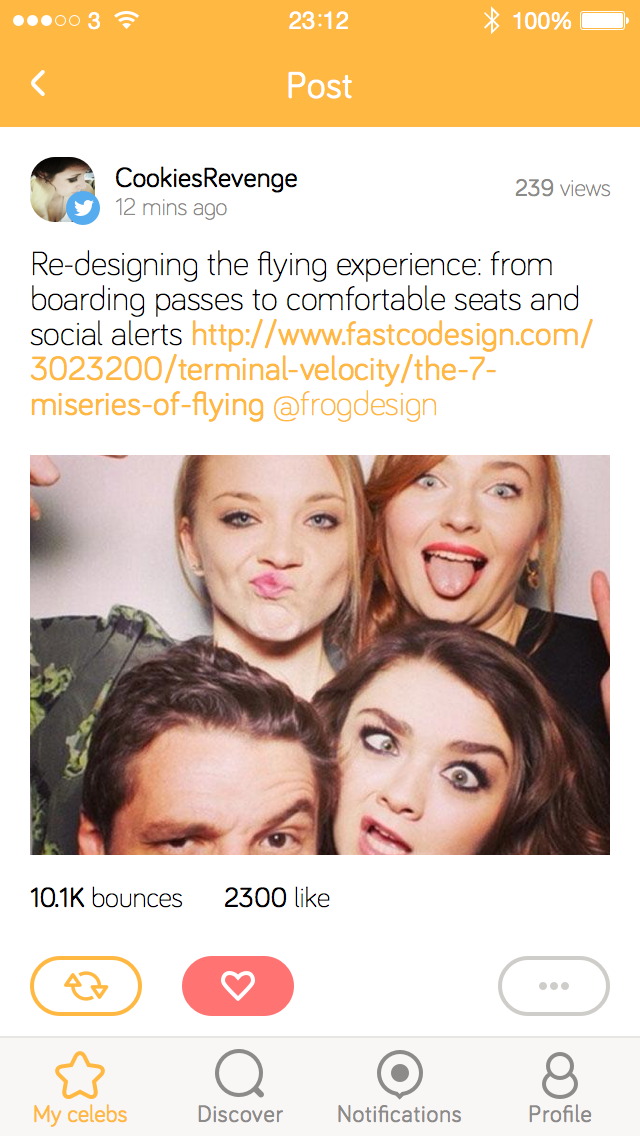 3 23:12 100%
Post
CookiesRevenge
12 mins ago
239 views
Re-designing the flying experience: from
boarding passes to comfortable seats and
social alerts http://www.fastcodesign.com/
3023200/terminal-velocity/the-7-
miseries-of-flying @frogdesign
10.1K bounces 2300 like
My celebs Discover Notifications Profile